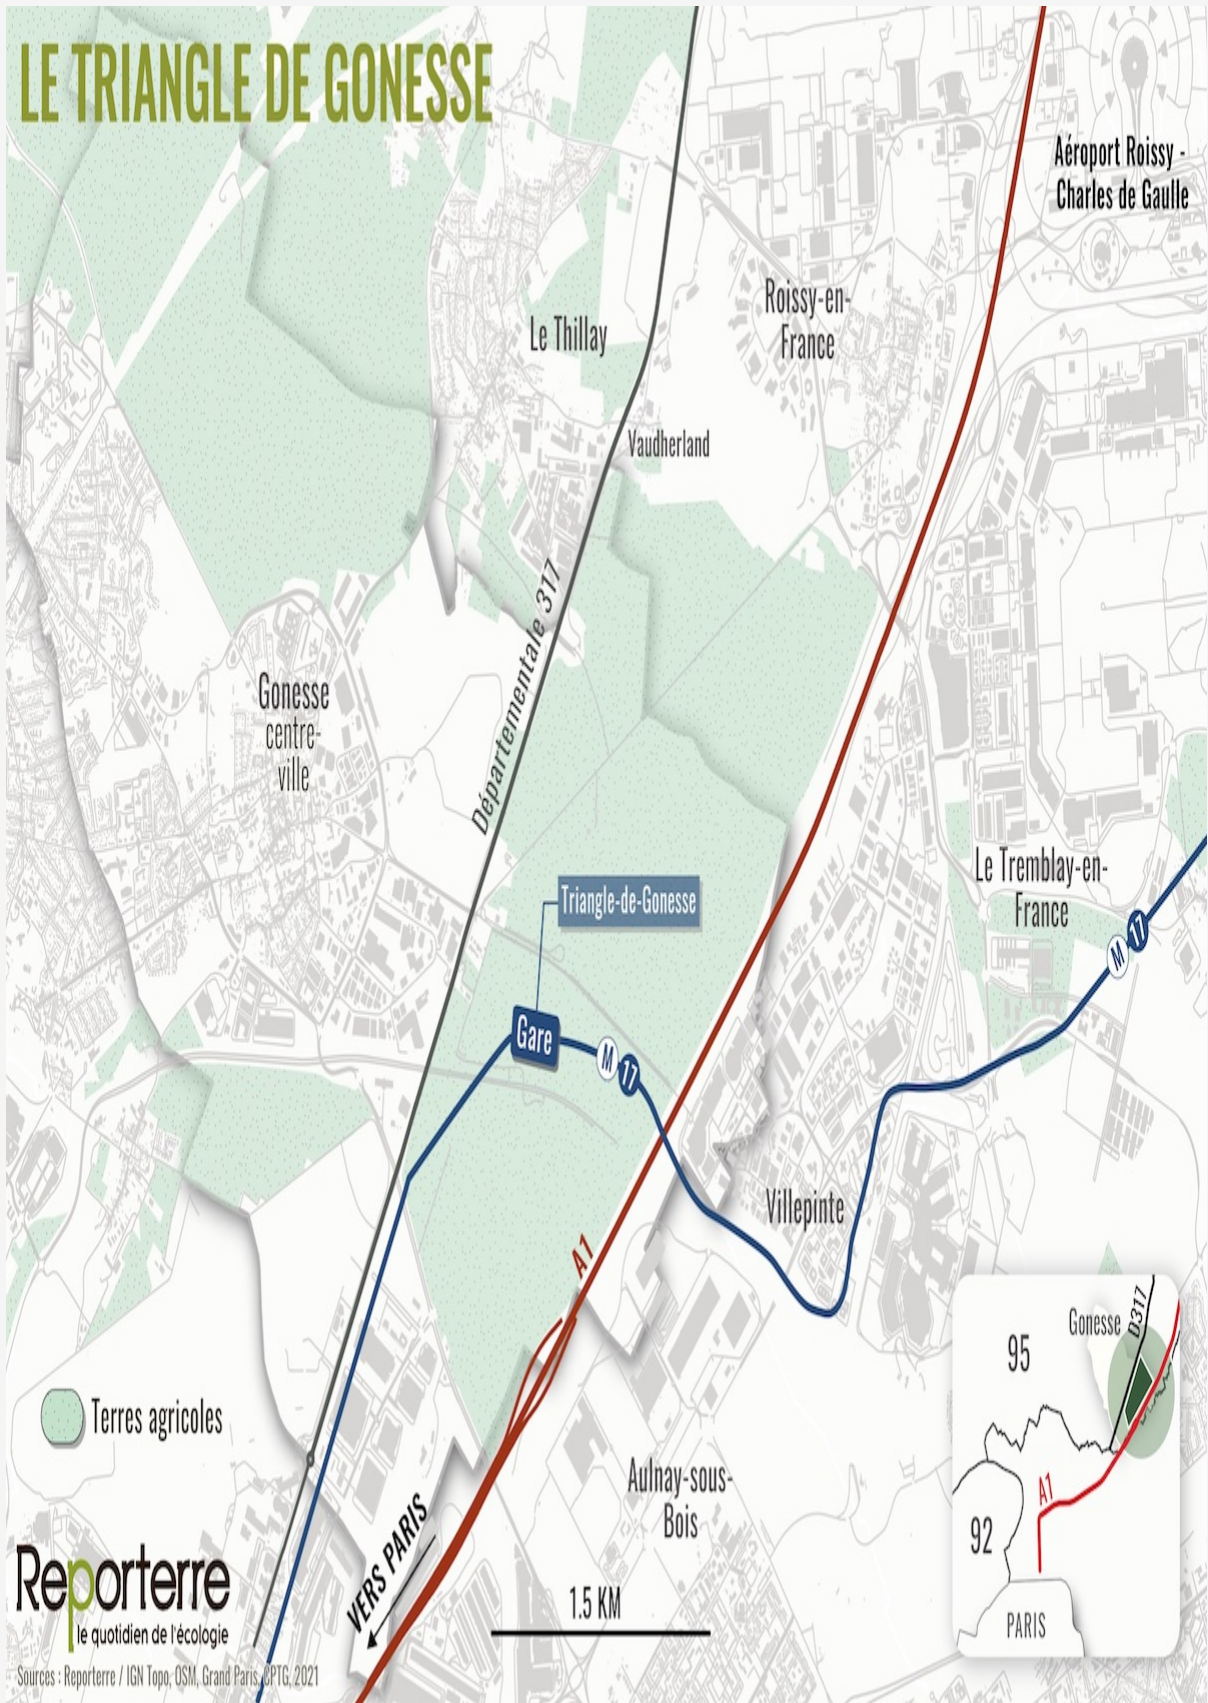 LE TRIANGLE DE GONESSE
Aéroport Roissy -
Charles de Gaulle
Roissy-en-
France
Le Thillay
Vaudherland
Départementale 317
Gonesse
centre-
ville
Triangle-de-Gonesse
Le Tremblay-en-
France
M 17
Gare
M 17
Villepinte
A1
Gonesse
D317
95
Terres agricoles
Aulnay-sous-
Bois
A1
92
VERS PARIS
Reporterre
le quotidien de l'écologie
1.5 KM
PARIS
Sources : Reporterre / IGN Topo, OSM, Grand Paris, CPTG, 2021